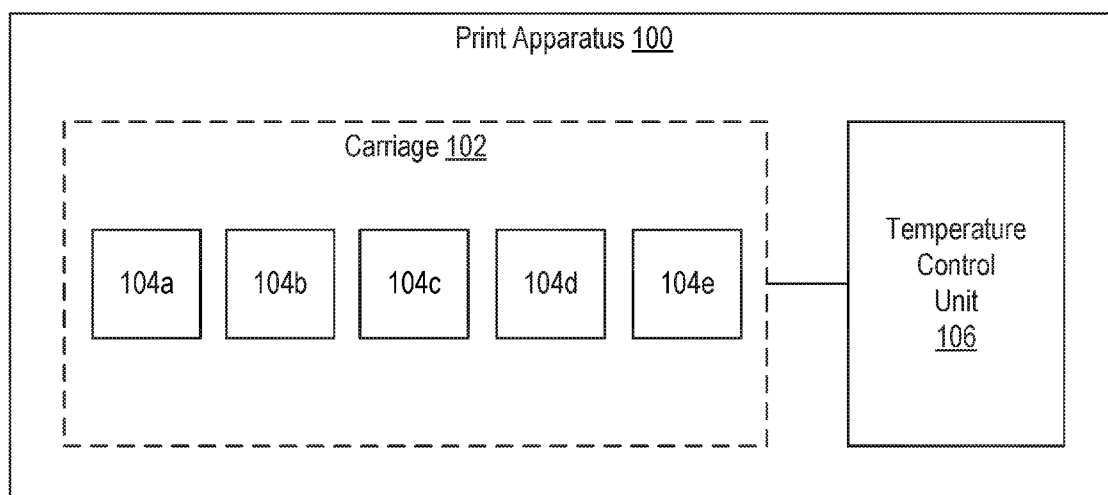 Print Apparatus 100
Carriage 102
104a 104b 104c 104d 104e
Temperature
Control
Unit
106